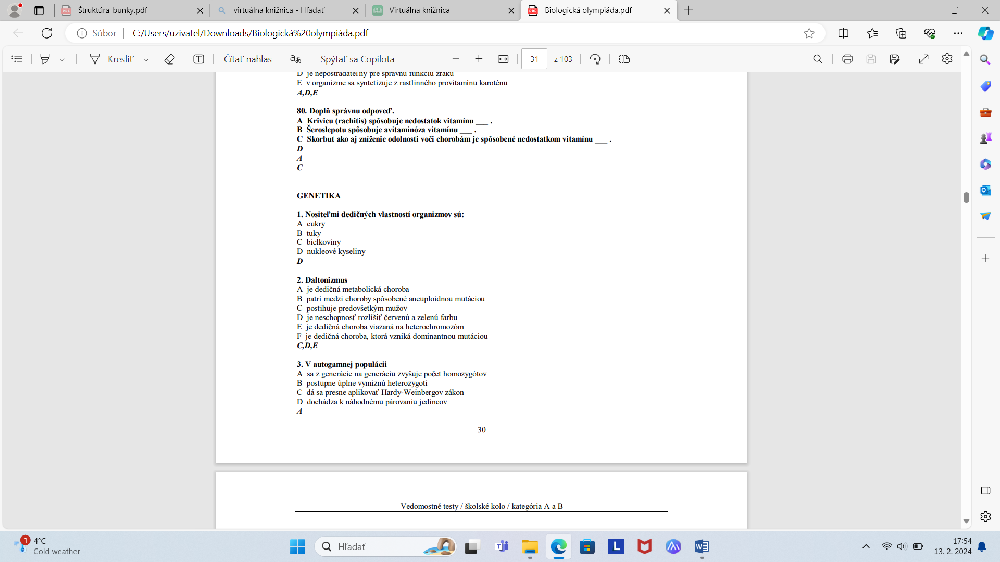 Štruktúra_bunky.pdf
virtuálna knižnica - Hľadať
Virtuálna knižnica
Biologická olympiáda.pdf
Súbor
C:/Users/uzivatel/Downloads/Biologická%20olympiáda.pdf
Kresliť
Čítať nahlas
Spýtať sa Copilota
31
z 103
D je nepostrádateľný pre správnu funkciu zraku
E v organizme sa syntetizuje z rastlinného provitamínu karoténu
A,D,E
80. Doplň správnu odpoveď.
A Krivicu (rachitis) spôsobuje nedostatok vitamínu ___ .
B Šeroslepotu spôsobuje avitaminóza vitamínu ___ .
C Skorbut ako aj zníženie odolnosti voči chorobám je spôsobené nedostatkom vitamínu ___ .
D
A
C
GENETIKA
1. Nositeľmi dedičných vlastností organizmov sú:
A cukry
B tuky
C bielkoviny
D nukleové kyseliny
D
2. Daltonizmus
A je dedičná metabolická choroba
B patrí medzi choroby spôsobené aneuploidnou mutáciou
C postihuje predovšetkým mužov
D je neschopnosť rozlíšiť červenú a zelenú farbu
E je dedičná choroba viazaná na heterochromozóm
F je dedičná choroba, ktorá vzniká dominantnou mutáciou
C,D,E
3. V autogamnej populácii
A sa z generácie na generáciu zvyšuje počet homozygótov
B postupne úplne vymiznú heterozygoti
C dá sa presne aplikovať Hardy-Weinbergov zákon
D dochádza k náhodnému párovaniu jedincov
A
30
Vedomostné testy / školské kolo / kategória A a B
1
4°C
Cold weather
Hľadať
17:54
13. 2. 2024